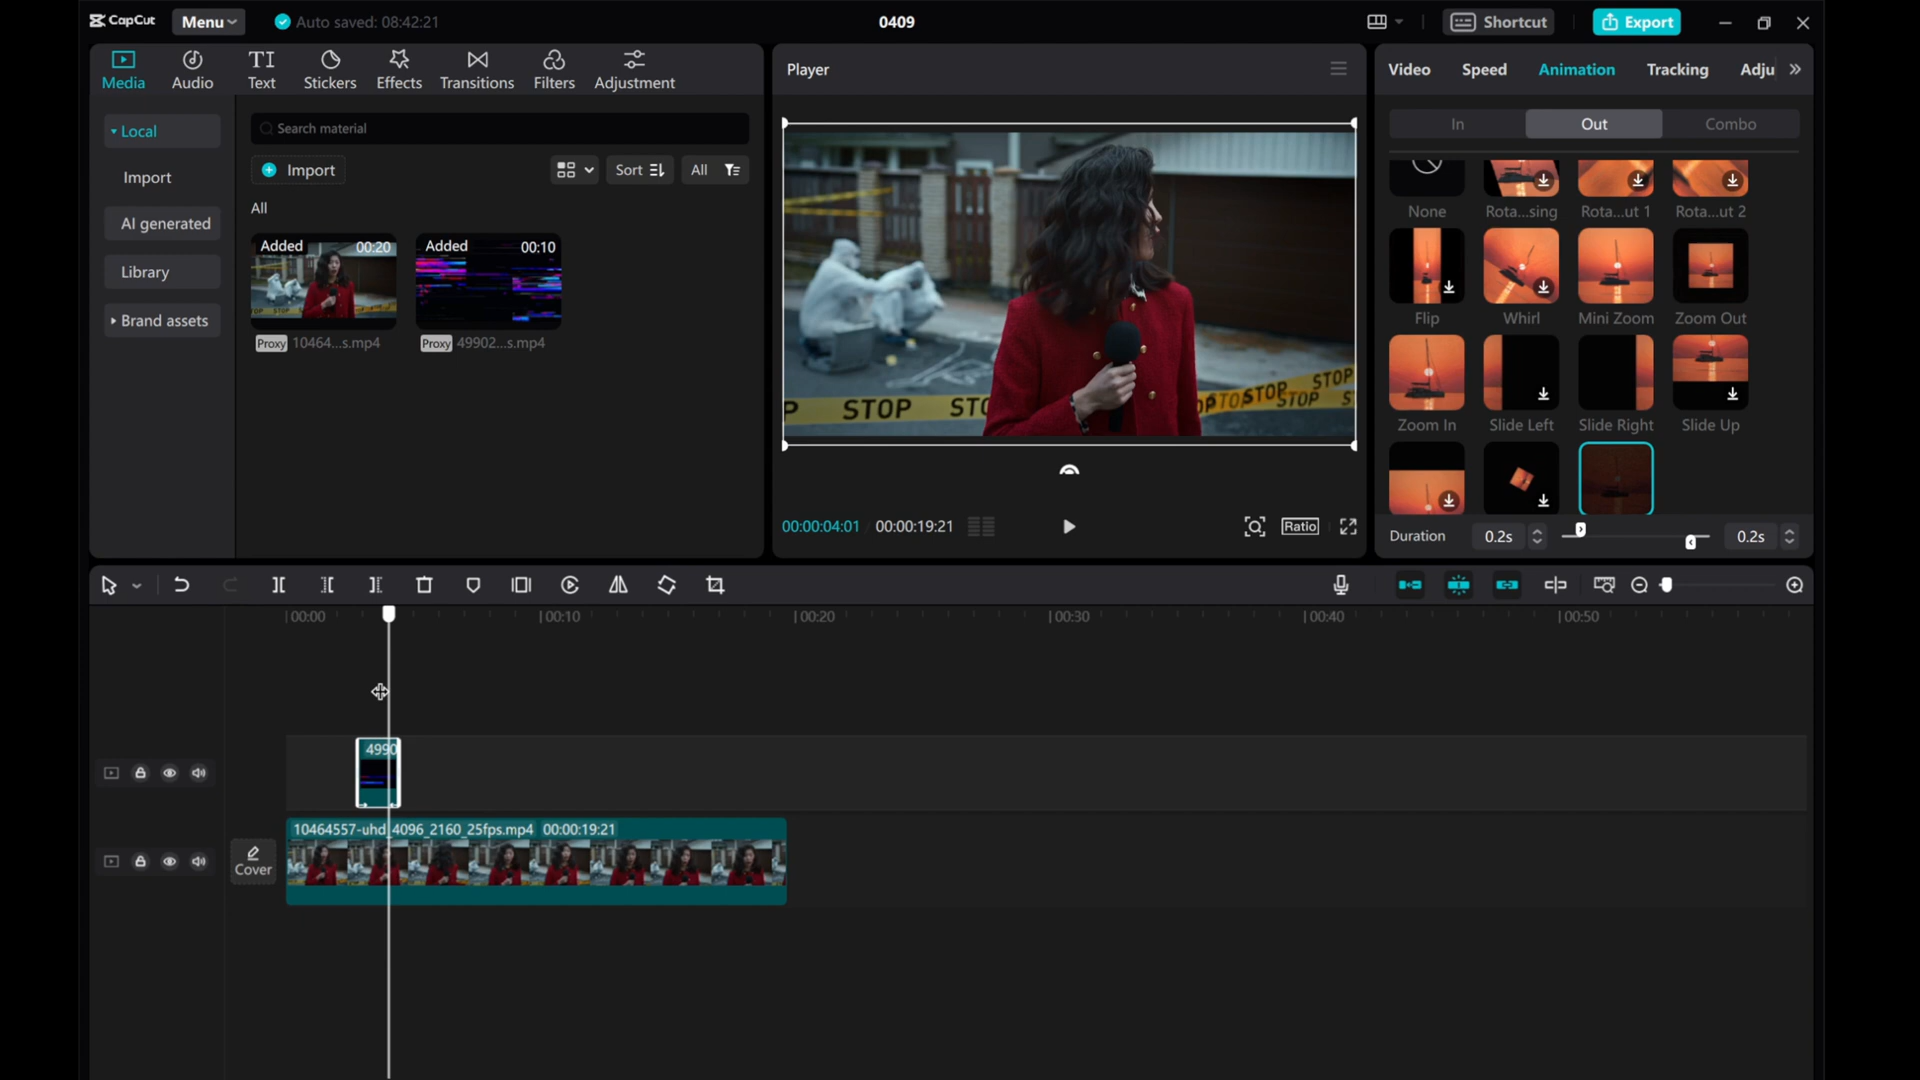 CapCut
Menu
Auto saved: 08:42:21
0409
Shortcut
Export
Media
Audio
TI
Text
Stickers
Effects
Transitions
Filters
Adjustment
Local
Import
AI generated
Library
Brand assets
Search material
Import
Sort
All
All
Added 00:20
Added 00:10
Proxy 10464...s.mp4
Proxy 49902...s.mp4
Player
STOP
STOP
STOP
STOP
STOP
00:00:04:01
00:00:19:21
Ratio
Video
Speed
Animation
Tracking
Adju
In
Out
Combo
None
Rota...sing
Rota...ut 1
Rota...ut 2
Flip
Whirl
Mini Zoom
Zoom Out
Zoom In
Slide Left
Slide Right
Slide Up
Duration
0.2s
0.2s
00:00
00:10
00:20
00:30
00:40
00:50
4990
Cover
10464557-uhd_4096_2160_25fps.mp4 00:00:19:21